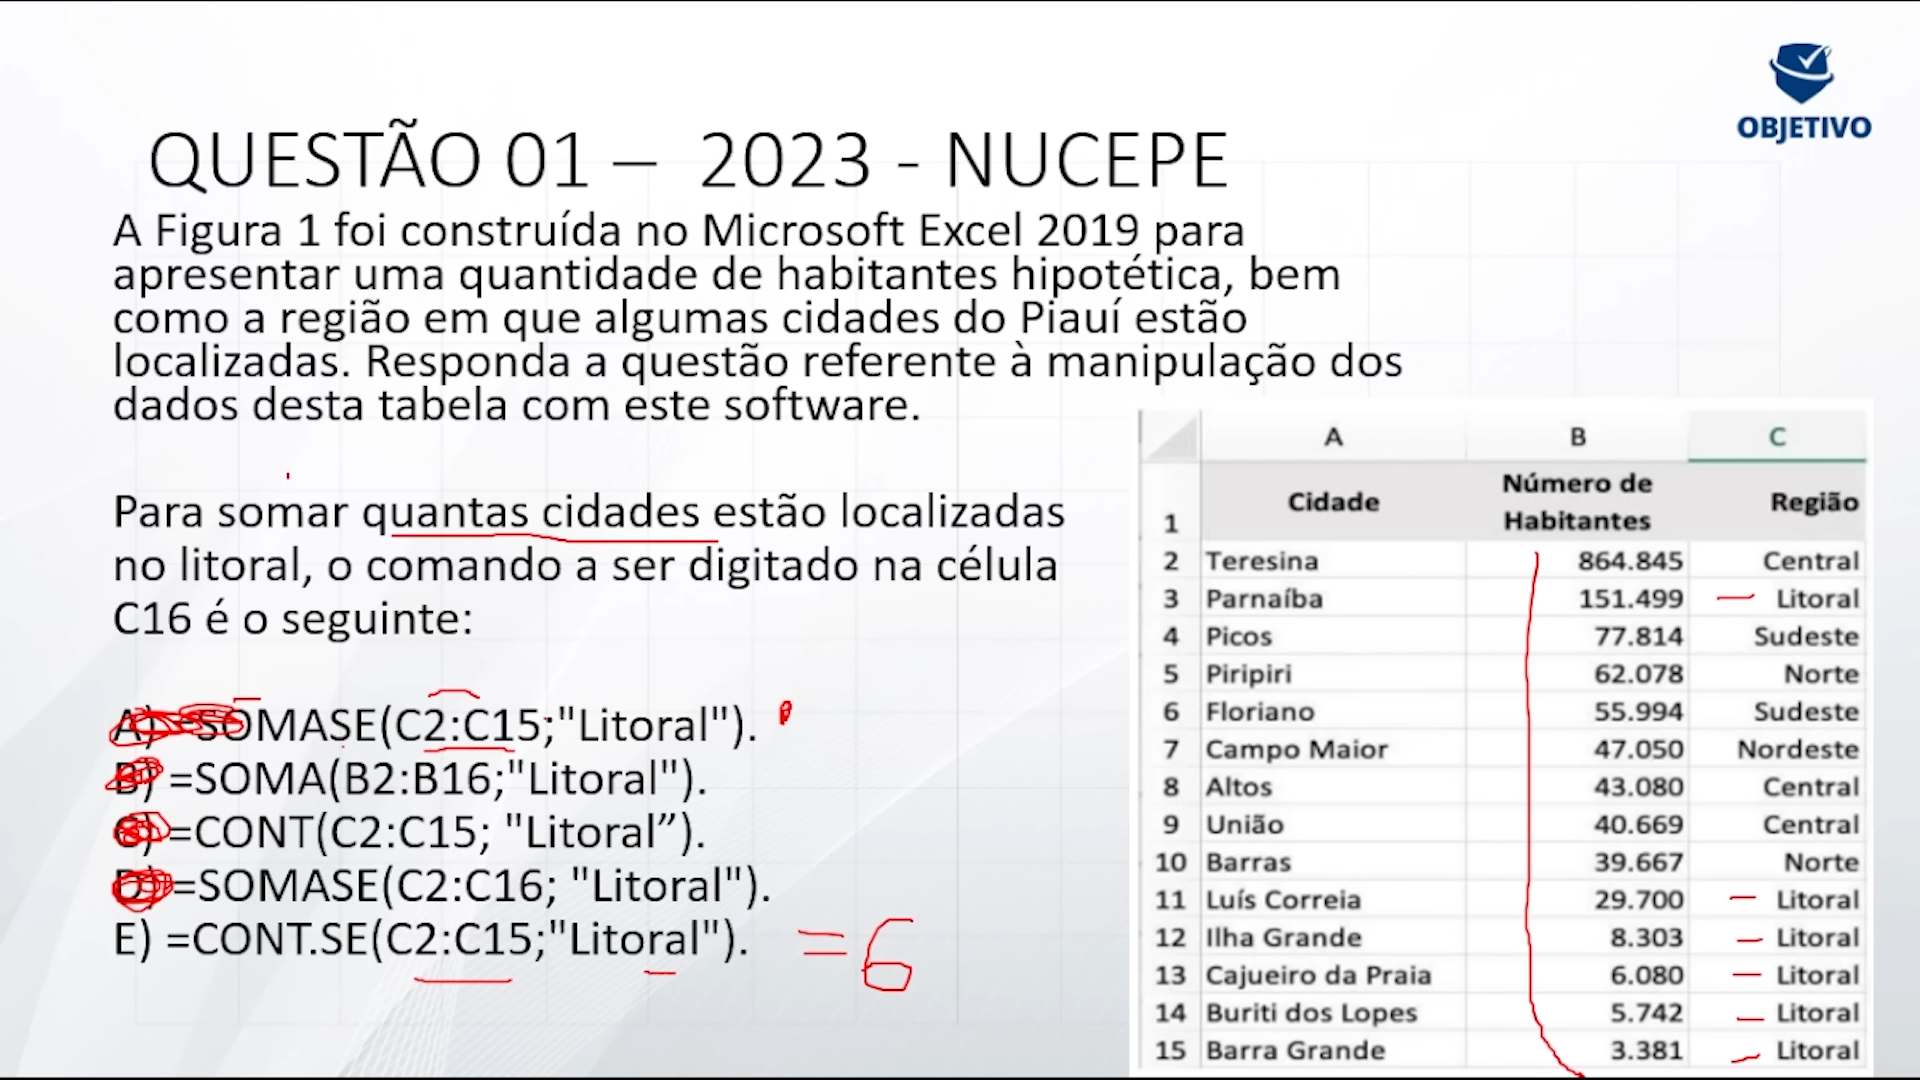 OBJETIVO
QUESTÃO 01 – 2023 - NUCEPE
A Figura 1 foi construída no Microsoft Excel 2019 para
apresentar uma quantidade de habitantes hipotética, bem
como a região em que algumas cidades do Piauí estão
localizadas. Responda a questão referente à manipulação dos
dados desta tabela com este software.
Para somar quantas cidades estão localizadas
no litoral, o comando a ser digitado na célula
C16 é o seguinte:
A) =SOMASE(C2:C15;"Litoral").
B) =SOMA(B2:B16;"Litoral").
C) =CONT(C2:C15; "Litoral”).
D) =SOMASE(C2:C16; "Litoral").
E) =CONT.SE(C2:C15;"Litoral"). =6
A B C
1 Cidade Número de Habitantes Região
2 Teresina 864.845 Central
3 Parnaíba 151.499 Litoral
4 Picos 77.814 Sudeste
5 Piripiri 62.078 Norte
6 Floriano 55.994 Sudeste
7 Campo Maior 47.050 Nordeste
8 Altos 43.080 Central
9 União 40.669 Central
10 Barras 39.667 Norte
11 Luís Correia 29.700 Litoral
12 Ilha Grande 8.303 Litoral
13 Cajueiro da Praia 6.080 Litoral
14 Buriti dos Lopes 5.742 Litoral
15 Barra Grande 3.381 Litoral